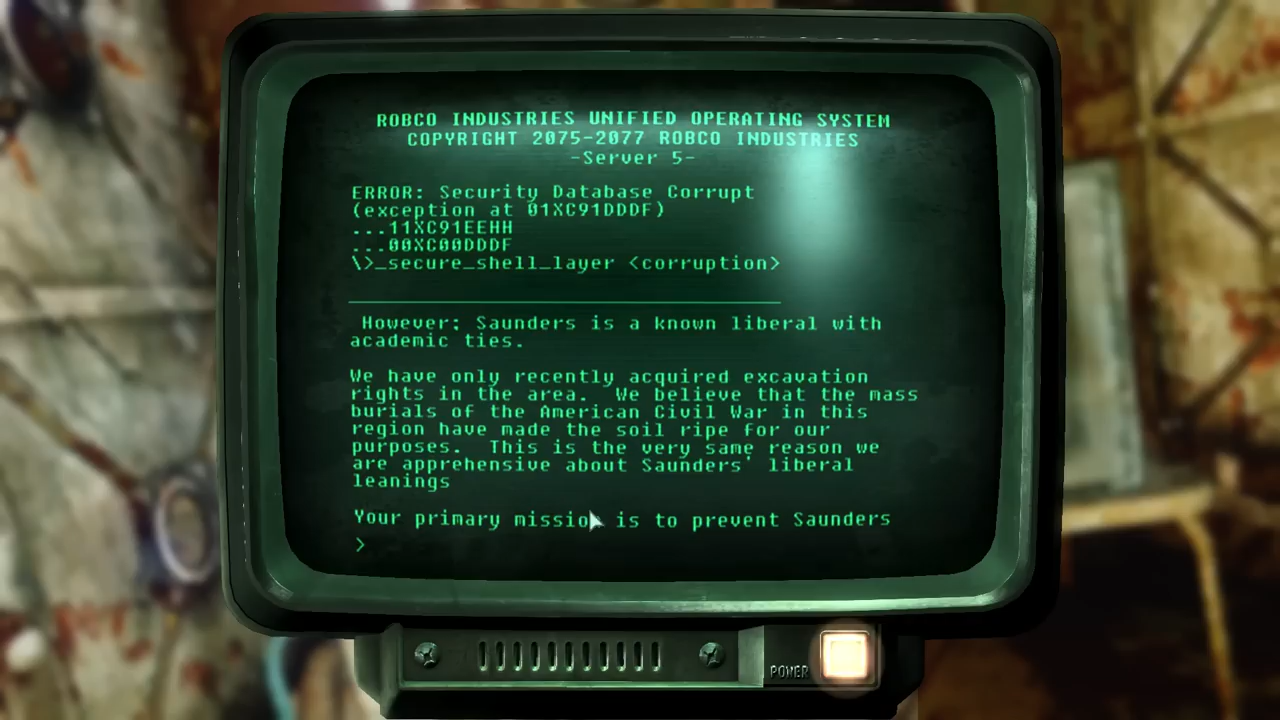 ROBCO INDUSTRIES UNIFIED OPERATING SYSTEM
COPYRIGHT 2075-2077 ROBCO INDUSTRIES
-Server 5-
ERROR: Security Database Corrupt
(exception at 01XC91DDDF)
...11XC91EEHH
...00XC00DDDF
\>_secure_shell_layer <corruption>
However: Saunders is a known liberal with
academic ties.
We have only recently acquired excavation
rights in the area.  We believe that the mass
burials of the American Civil War in this
region have made the soil ripe for our
purposes.  This is the very same reason we
are apprehensive about Saunders' liberal
leanings
Your primary mission is to prevent Saunders
>
POWER